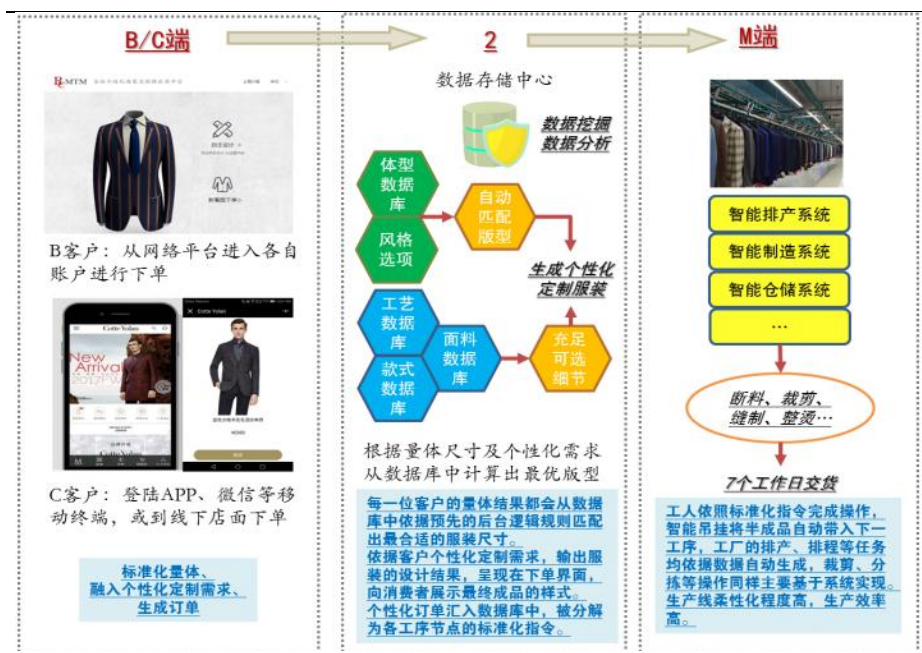 B/C端
MTM
B客户：从网络平台进入各自
账户进行下单
Cotte Yolan
Cotte Yolan
New
Arrival
2017 FW
C客户：登陆APP、微信等移
动终端，或到线下店面下单
标准化量体、
融入个性化定制需求、
生成订单
2
数据存储中心
数据挖掘
数据分析
体型
数据
库
风格
选项
自动
匹配
版型
生成个性化
定制服装
工艺
数据
库
面料
数据
库
款式
数据
库
充足
可选
细节
根据量体尺寸及个性化需求
从数据库中计算出最优版型
每一位客户的量体结果都会从数据
库中依据预先的后台逻辑规则匹配
出最合适的服装尺寸。
依据客户个性化定制需求，输出服
装的设计结果，呈现在下单界面，
向消费者展示最终成品的样式。
个性化订单汇入数据库中，被分解
为各工序节点的标准化指令。
M端
智能排产系统
智能制造系统
智能仓储系统
…
断料、裁剪、
缝制、整烫…
7个工作日交货
工人依照标准化指令完成操作，
智能吊挂将半成品自动带入下一
工序，工厂的排产、排程等任务
均依据数据自动生成，裁剪、分
拣等操作同样主要基于系统实现。
生产线柔性化程度高，生产效率
高。